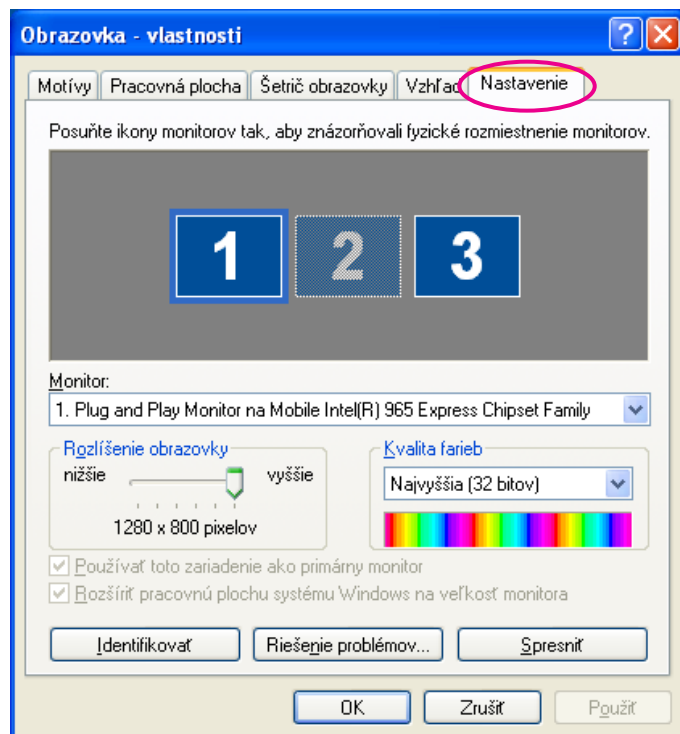 Obrazovka - vlastnosti
Motívy Pracovná plocha Šetrič obrazovky Vzhľad Nastavenie
Posuňte ikony monitorov tak, aby znázorňovali fyzické rozmiestnenie monitorov.
1 2 3
Monitor:
1. Plug and Play Monitor na Mobile Intel(R) 965 Express Chipset Family
Rozlíšenie obrazovky Kvalita farieb
nižšie vyššie Najvyššia (32 bitov)
1280 x 800 pixelov
Používať toto zariadenie ako primárny monitor
Rozšíriť pracovnú plochu systému Windows na veľkosť monitora
Identifikovať Riešenie problémov... Spresniť
OK Zrušiť Použiť